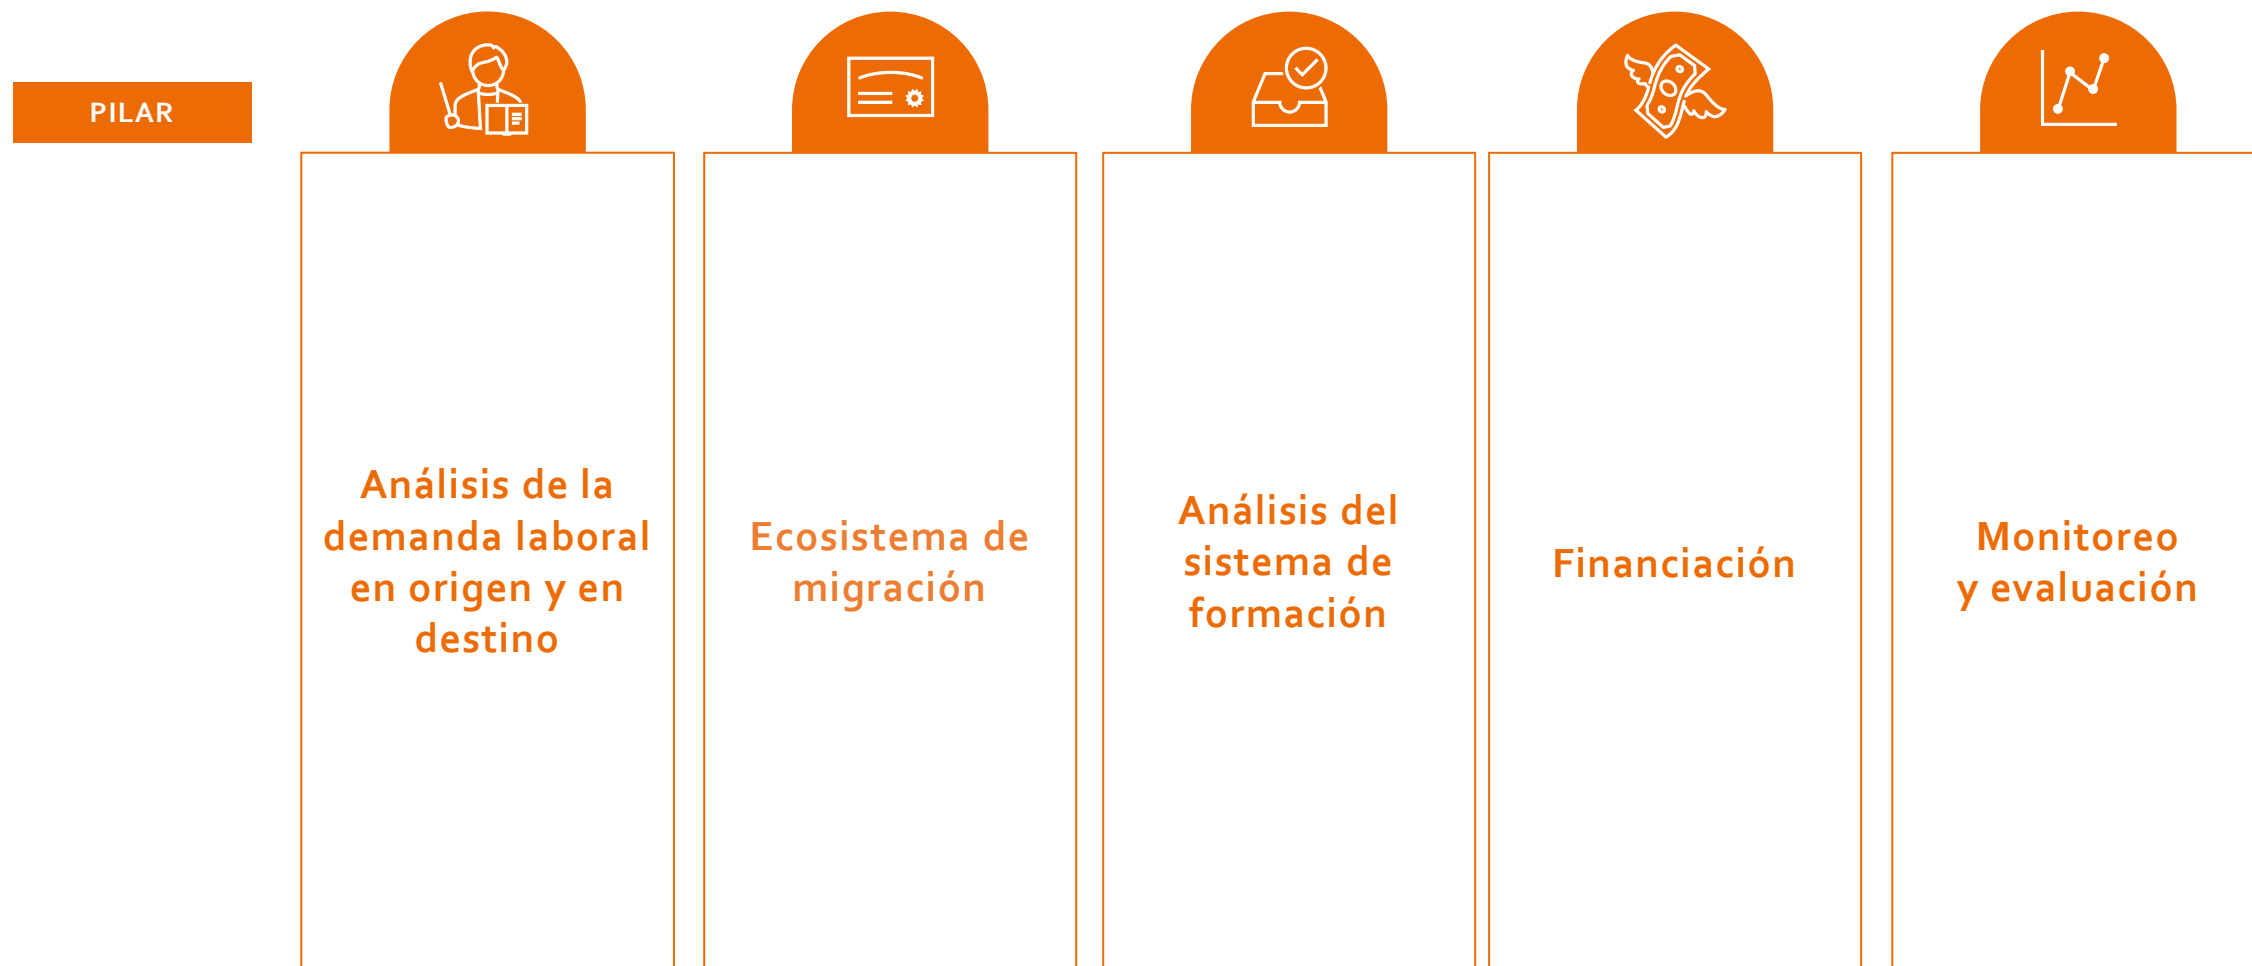 PILAR
Análisis de la
demanda laboral
en origen y en
destino
Ecosistema de
migración
Análisis del
sistema de
formación
Financiación
Monitoreo
y evaluación